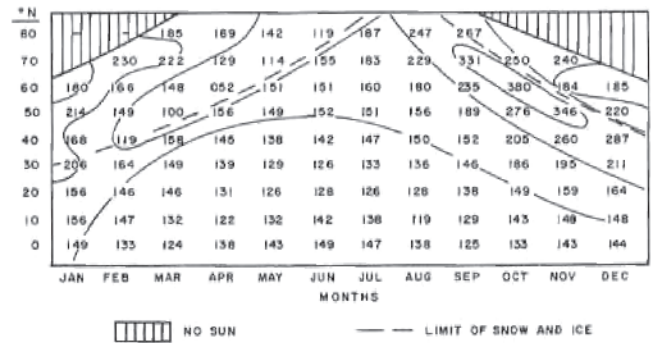 °N
80 185 169 142 119 187 247 267
70 230 222 129 114 155 183 229 331 250 240
60 180 166 148 052 151 151 160 180 235 380 184 185
50 214 149 100 156 149 152 151 156 189 276 346 220
40 168 119 158 145 138 142 147 150 152 205 260 287
30 206 164 149 139 129 126 133 136 146 186 195 211
20 156 146 146 131 126 128 126 128 138 149 159 164
10 156 147 132 122 132 142 138 119 129 143 148 148
0 149 133 124 138 143 149 147 138 125 133 143 144
JAN FEB MAR APR MAY JUN JUL AUG SEP OCT NOV DEC
MONTHS
NO SUN LIMIT OF SNOW AND ICE